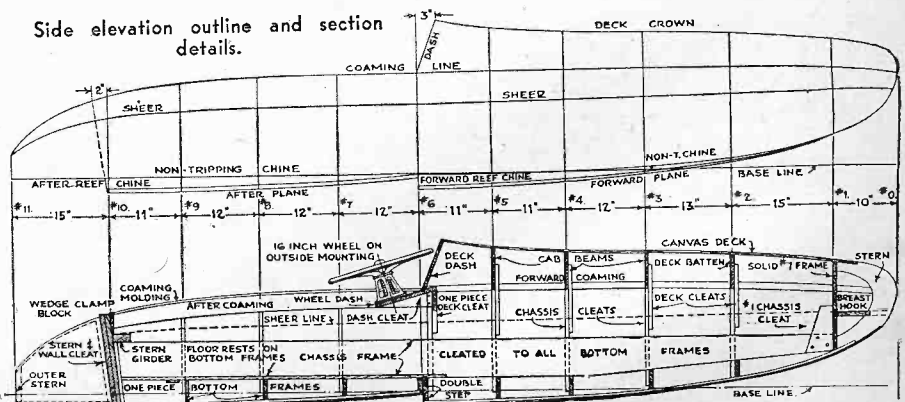 Side elevation outline and section
details.
3"
DECK CROWN
DASH
COAMING LINE
2"
SHEER
SHEER
NON-TRIPPING CHINE
NON-T. CHINE
AFTER REEF CHINE
FORWARD REEF CHINE
BASE LINE
AFTER PLANE
FORWARD PLANE
#11. #10. #9 #8. #7 #6 #5 #4. #3. #2. #1. #0.
15" 11" 12" 12" 12" 11" 11" 12" 13" 15" 10"
16 INCH WHEEL ON
OUTSIDE MOUNTING
CANVAS DECK
STERN
DECK
DASH
CAB BEAMS
DECK BATTEN
SOLID #1 FRAME
COAMING
MOLDING
FORWARD COAMING
WEDGE CLAMP
BLOCK
AFTER COAMING
WHEEL DASH
ONE PIECE
DECK CLEAT
DECK CLEATS
BREAST
HOOK
SHEER LINE
DASH CLEAT
CHASSIS CLEATS
#1 CHASSIS
CLEAT
STERN &
WALL CLEAT
STERN
GIRDER
FLOOR RESTS ON
BOTTOM FRAMES
CHASSIS FRAME
CLEATED TO ALL BOTTOM FRAMES
OUTER
STERN
ONE PIECE BOTTOM FRAMES
DOUBLE
STEP
BASE LINE